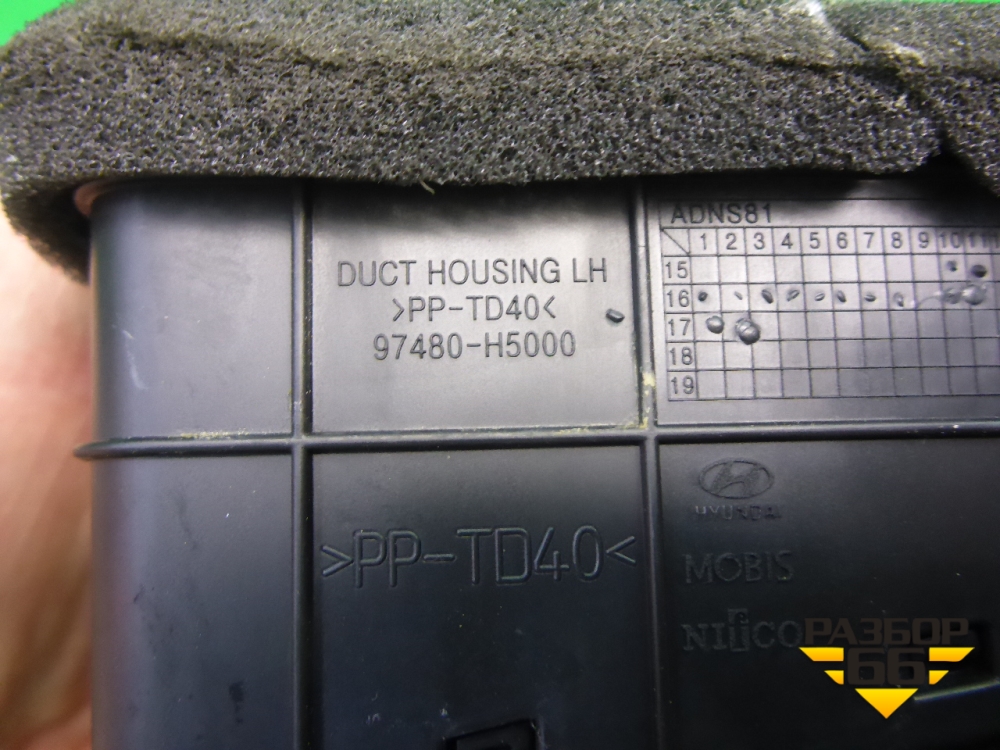 DUCT HOUSING LH
>PP-TD40<
97480-H5000
ADNS81
1 2 3 4 5 6 7 8 9 10 11
15
16
17
18
19
>PP-TD40<
HYUNDAI
MOBIS
РАЗБОР
66